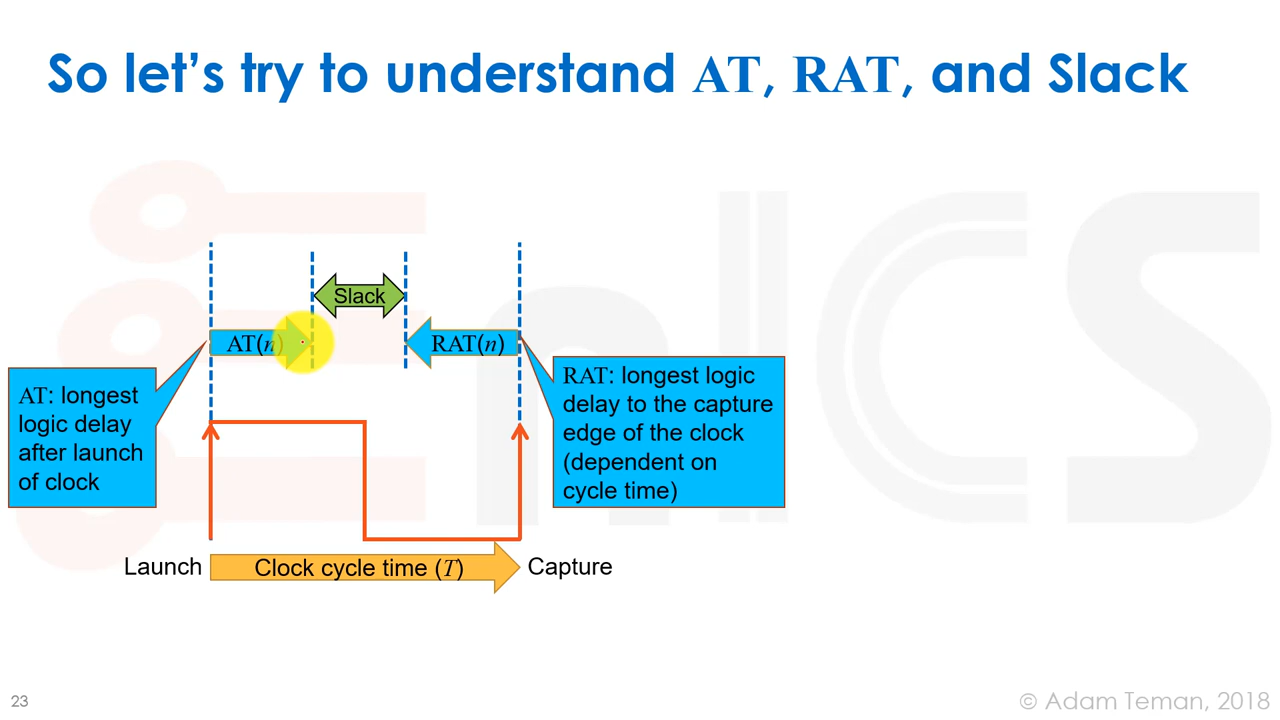 So let's try to understand AT, RAT, and Slack
Slack
AT(n)
RAT(n)
AT: longest
logic delay
after launch
of clock
RAT: longest logic
delay to the capture
edge of the clock
(dependent on
cycle time)
Launch
Clock cycle time (T)
Capture
23
© Adam Teman, 2018
EnICS